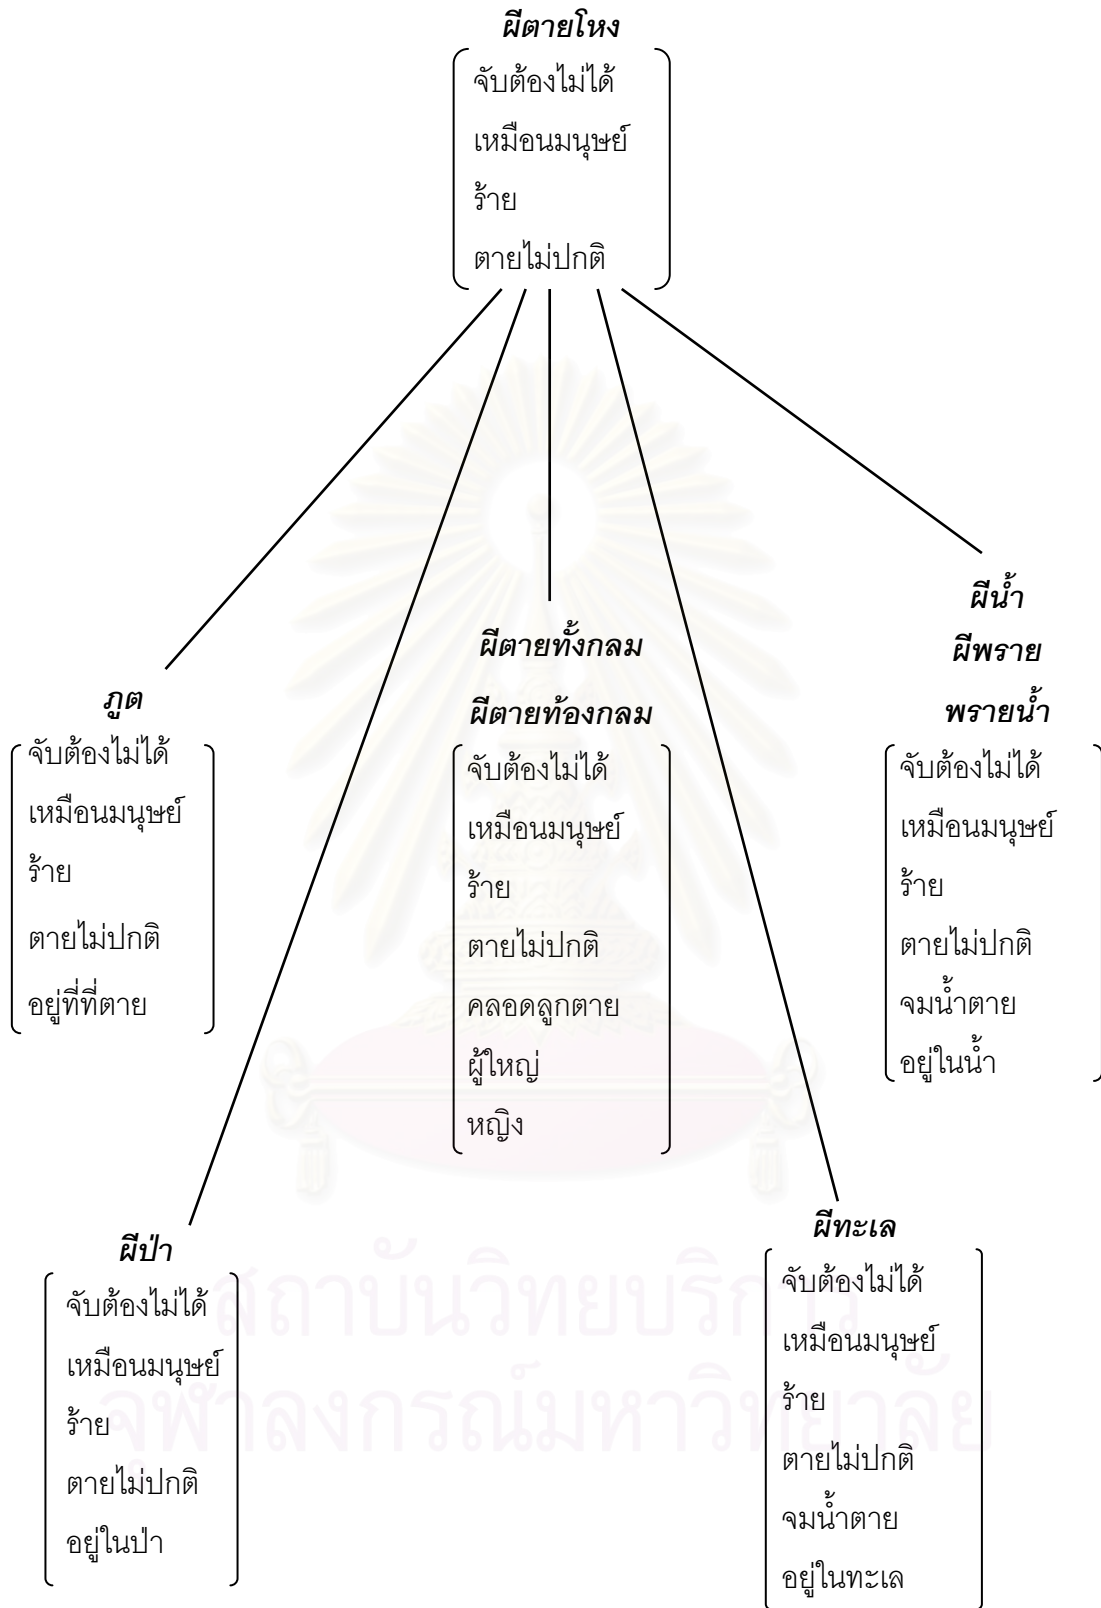 ผีตายโหง
จับต้องไม่ได้
เหมือนมนุษย์
ร้าย
ตายไม่ปกติ
ภูต
จับต้องไม่ได้
เหมือนมนุษย์
ร้าย
ตายไม่ปกติ
อยู่ที่ที่ตาย
ผีตายทั้งกลม
ผีตายท้องกลม
จับต้องไม่ได้
เหมือนมนุษย์
ร้าย
ตายไม่ปกติ
คลอดลูกตาย
ผู้ใหญ่
หญิง
ผีน้ำ
ผีพราย
พรายน้ำ
จับต้องไม่ได้
เหมือนมนุษย์
ร้าย
ตายไม่ปกติ
จมน้ำตาย
อยู่ในน้ำ
ผีป่า
จับต้องไม่ได้
เหมือนมนุษย์
ร้าย
ตายไม่ปกติ
อยู่ในป่า
ผีทะเล
จับต้องไม่ได้
เหมือนมนุษย์
ร้าย
ตายไม่ปกติ
จมน้ำตาย
อยู่ในทะเล
สถาบันวิทยบริการ
จุฬาลงกรณ์มหาวิทยาลัย